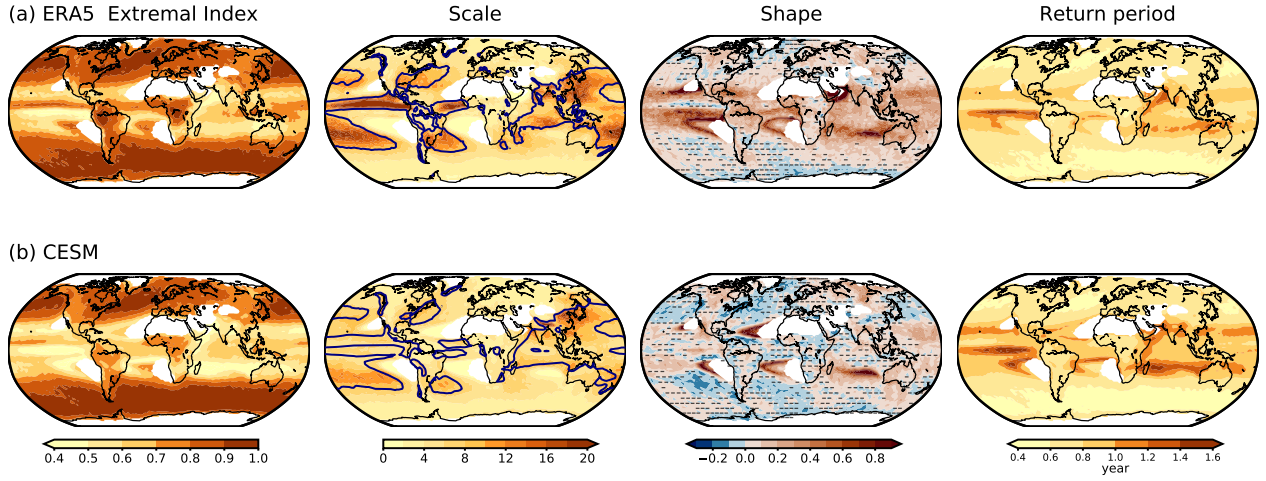 (a) ERA5 Extremal Index Scale Shape Return period
(b) CESM
0.4 0.5 0.6 0.7 0.8 0.9 1.0 0 4 8 12 16 20 −0.2 0.0 0.2 0.4 0.6 0.8 0.4 0.6 0.8 1.0 1.2 1.4 1.6
year